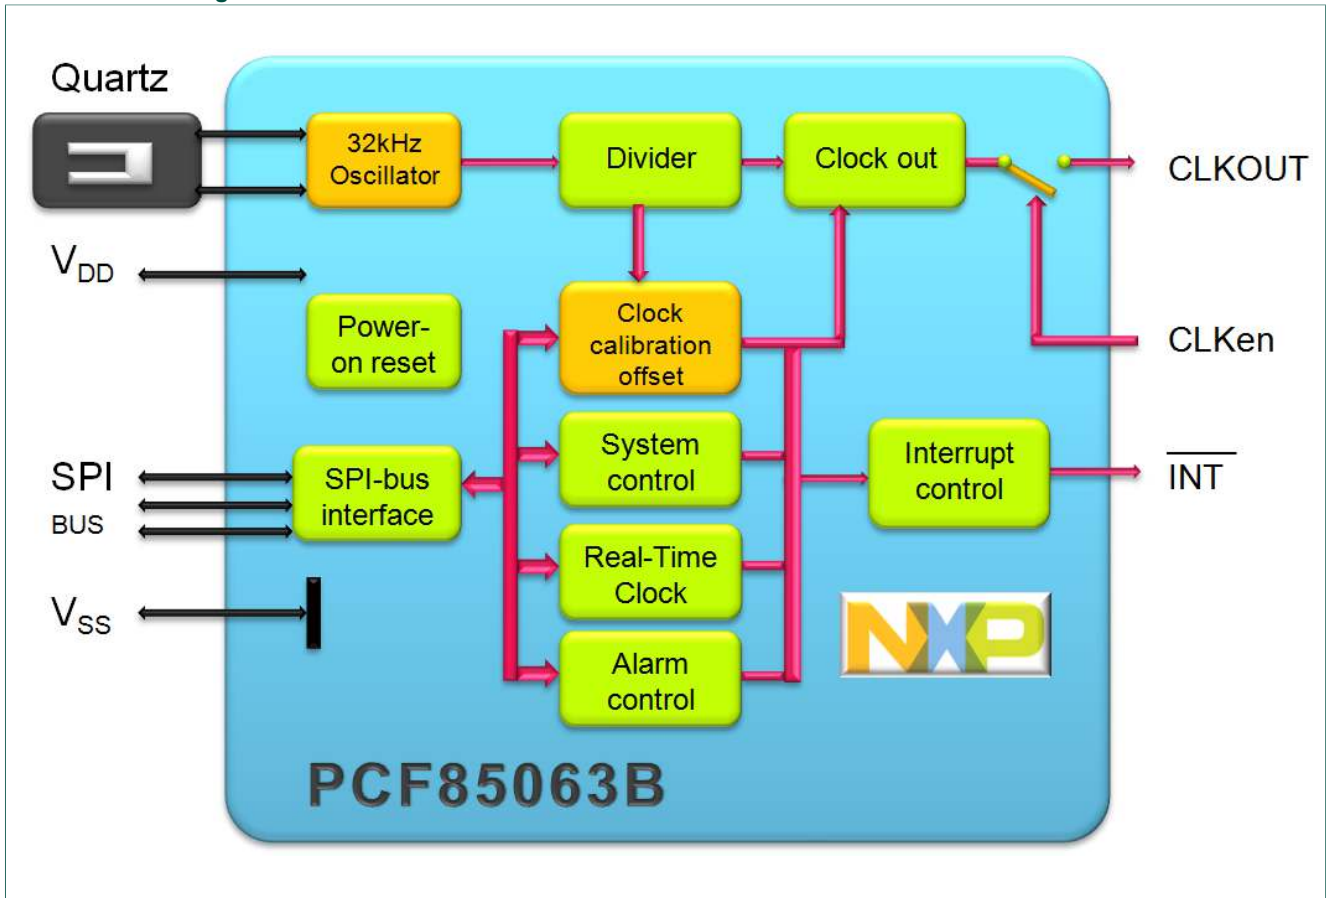 Quartz
32kHz
Oscillator
Divider
Clock out
CLKOUT
VDD
Power-
on reset
Clock
calibration
offset
CLKen
SPI
BUS
SPI-bus
interface
System
control
Interrupt
control
INT
Real-Time
Clock
VSS
Alarm
control
NXP
PCF85063B